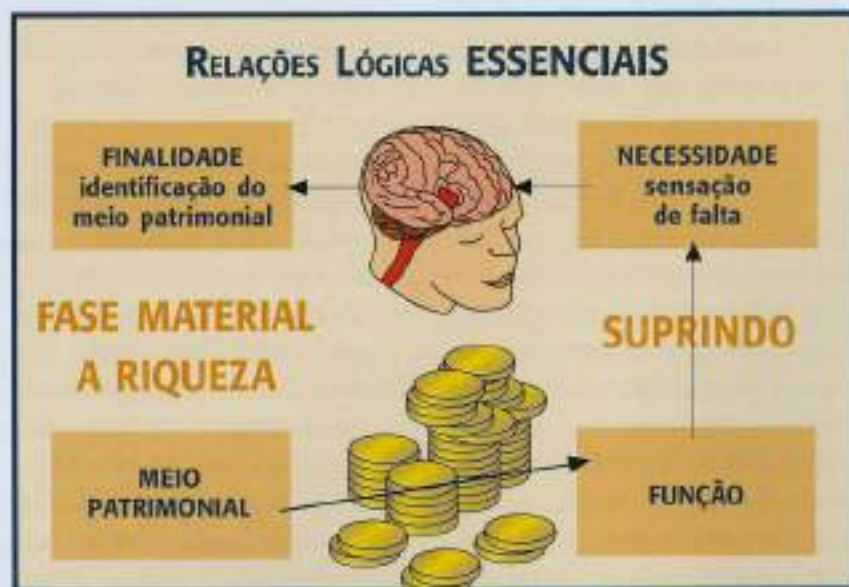 RELAÇÕES LÓGICAS ESSENCIAIS
FINALIDADE
identificação do
meio patrimonial
NECESSIDADE
sensação
de falta
FASE MATERIAL
A RIQUEZA
SUPRINDO
MEIO
PATRIMONIAL
FUNÇÃO